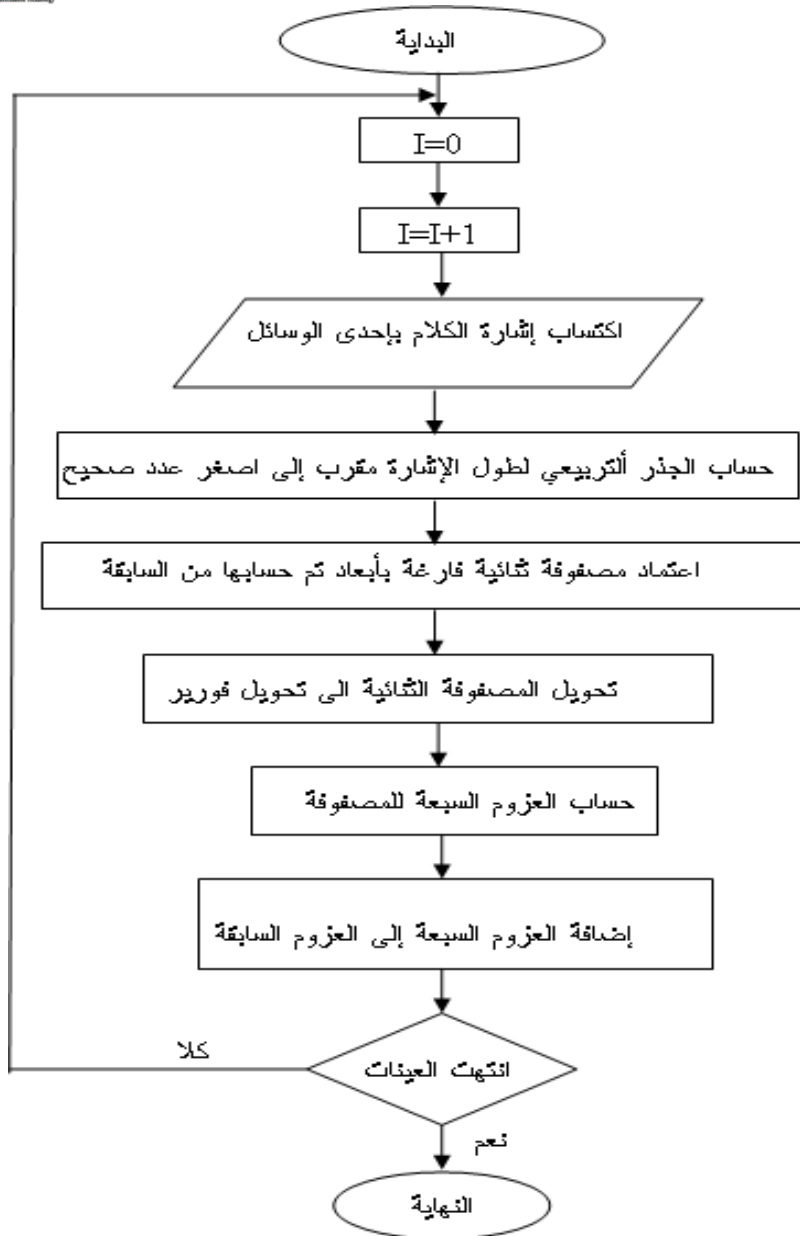 البداية
I=0
I=I+1
اكتساب إشارة الكلام بإحدى الوسائل
حساب الجذر ألتربيعي لطول الإشارة مقرب إلى اصغر عدد صحيح
اعتماد مصفوفة ثنائية فارغة بأبعاد تم حسابها من السابقة
تحويل المصفوفة الثنائية الى تحويل فورير
حساب العزوم السبعة للمصفوفة
إضافة العزوم السبعة إلى العزوم السابقة
كلا
انتهت العينات
نعم
النهاية